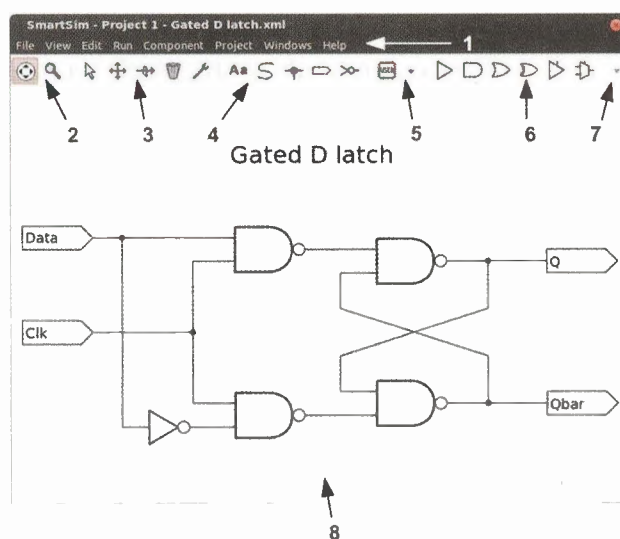 SmartSim - Project 1 - Gated D latch.xml
File View Edit Run Component Project Windows Help
1
Aa
2 3 4 5 6 7
Gated D latch
Data
Q
Clk
Qbar
8